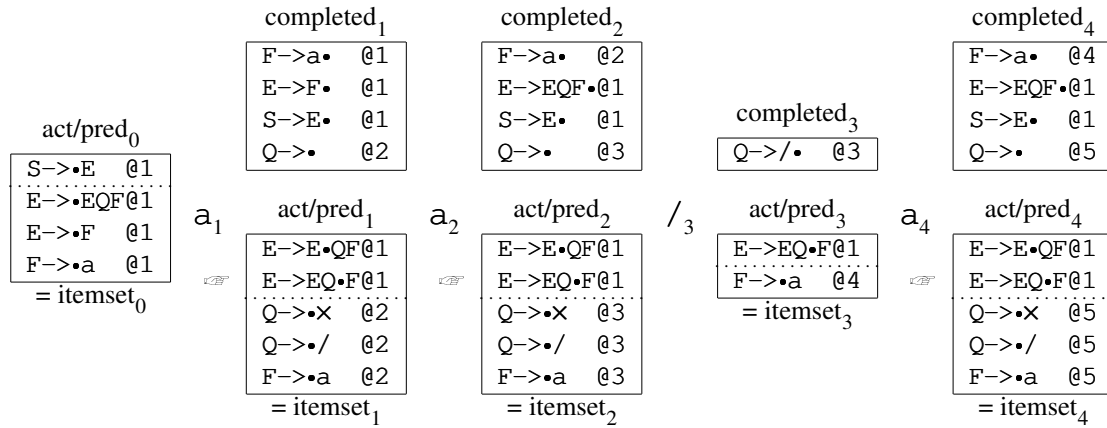 completed1
F−>a• @1
E−>F• @1
S−>E• @1
Q−>• @2
completed2
F−>a• @2
E−>EQF•@1
S−>E• @1
Q−>• @3
completed3
Q−>/• @3
completed4
F−>a• @4
E−>EQF•@1
S−>E• @1
Q−>• @5
act/pred0
S−>•E @1
E−>•EQF@1
E−>•F @1
F−>•a @1
= itemset0
a1
☞
act/pred1
E−>E•QF@1
E−>EQ•F@1
Q−>•× @2
Q−>•/ @2
F−>•a @2
= itemset1
a2
☞
act/pred2
E−>E•QF@1
E−>EQ•F@1
Q−>•× @3
Q−>•/ @3
F−>•a @3
= itemset2
/3
act/pred3
E−>EQ•F@1
F−>•a @4
= itemset3
a4
☞
act/pred4
E−>E•QF@1
E−>EQ•F@1
Q−>•× @5
Q−>•/ @5
F−>•a @5
= itemset4